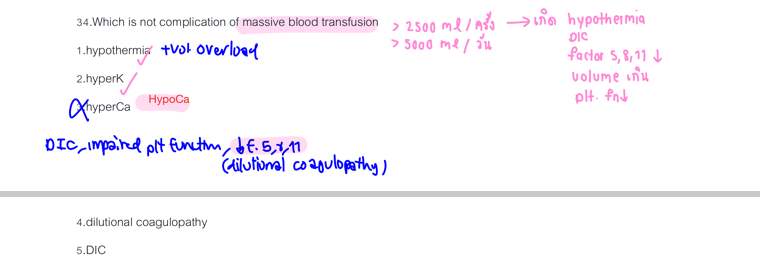 34.Which is not complication of massive blood transfusion
> 2500 ml / ครั้ง → เกิด hypothermia
> 5000 ml / วัน
DIC
factor 5,8,11 ↓
volume เกิน
plt. fn↓
1.hypothermia +vol overload
2.hyperK
hyperCa HypoCa
DIC, impaired plt function, ↓ f. 5,8,11
(dilutional coagulopathy)
4.dilutional coagulopathy
5.DIC